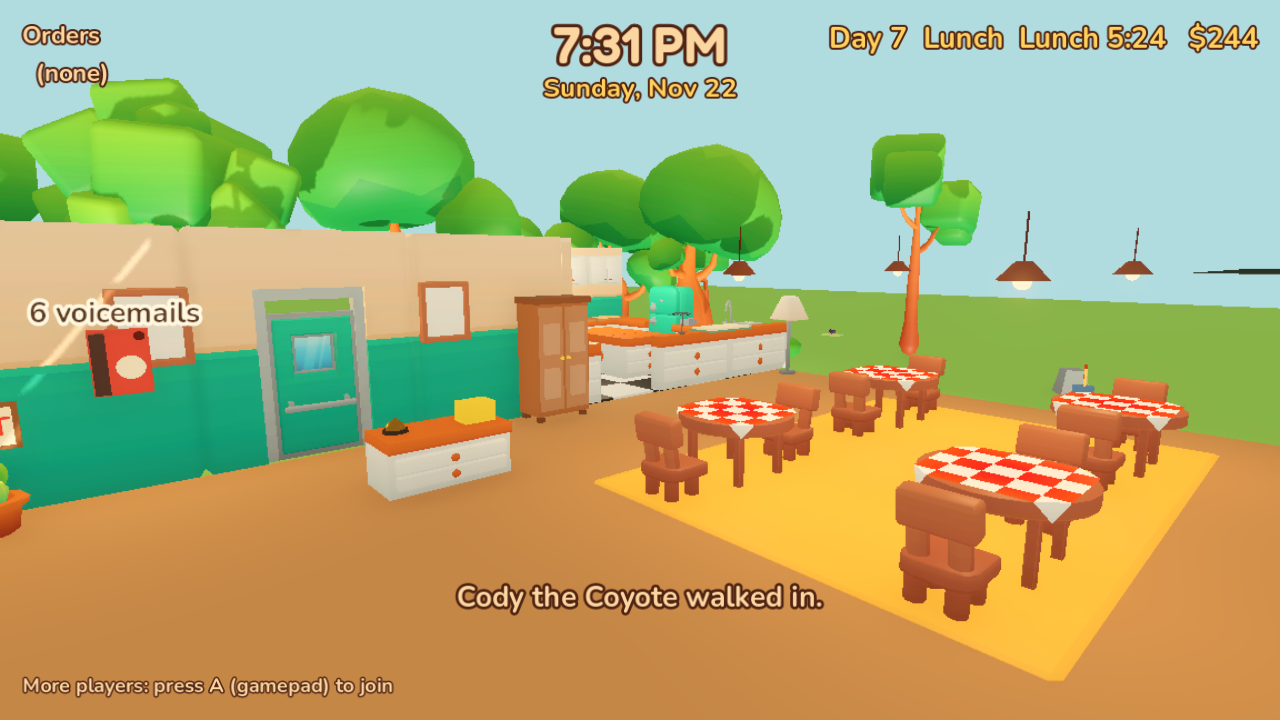 Orders
(none)
7:31 PM
Sunday, Nov 22
Day 7 Lunch Lunch 5:24 $244
6 voicemails
Cody the Coyote walked in.
More players: press A (gamepad) to join